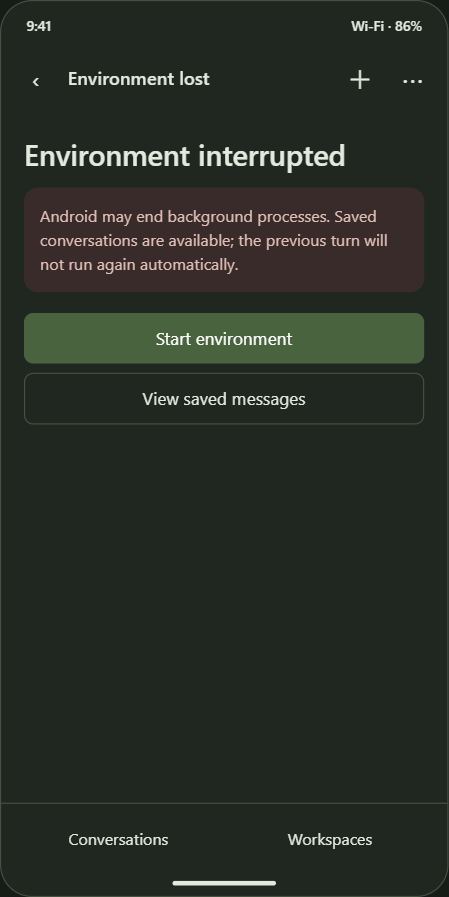 9:41
Wi-Fi · 86%
‹ Environment lost + ...
Environment interrupted
Android may end background processes. Saved
conversations are available; the previous turn will
not run again automatically.
Start environment
View saved messages
Conversations
Workspaces